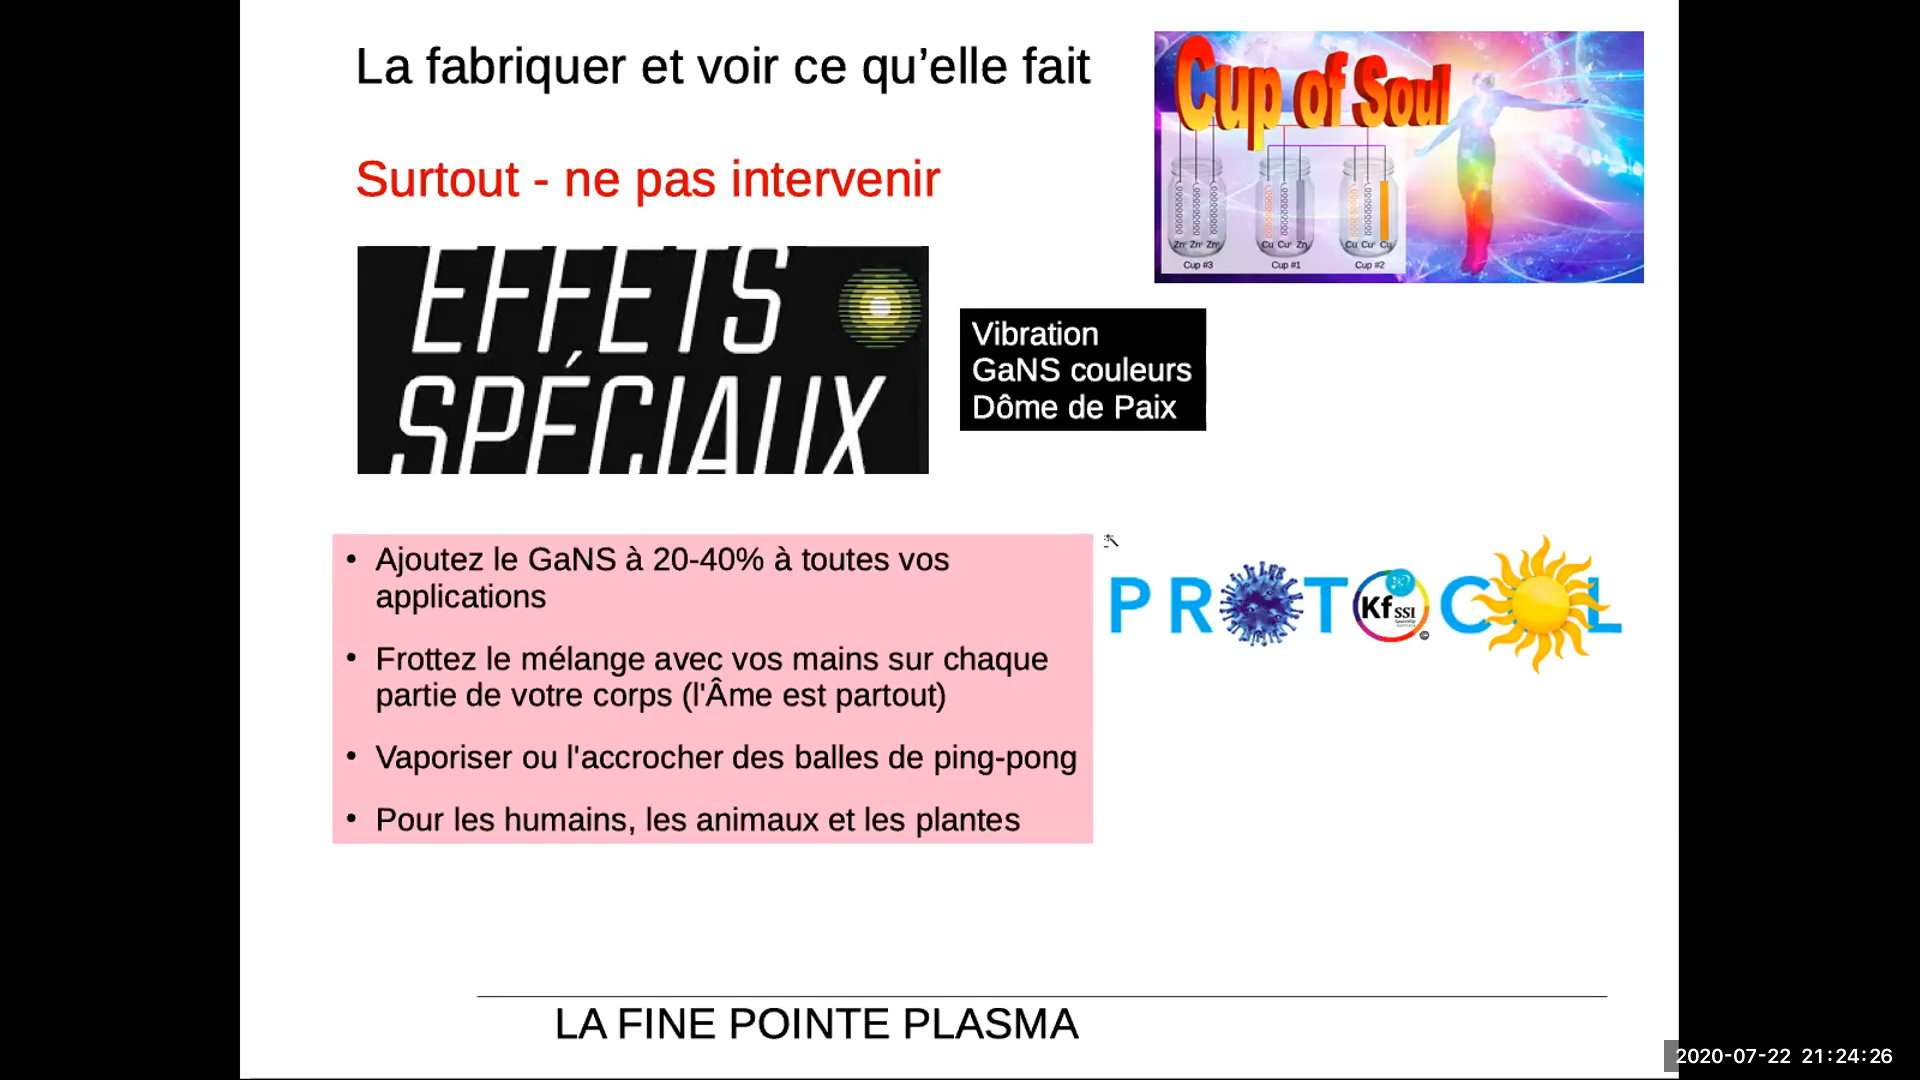 La fabriquer et voir ce qu’elle fait
Cup of Soul
Surtout - ne pas intervenir
Zn Zn Zn
Cu Cu Zn
Cu Cu Cu
Cup #3
Cup #1
Cup #2
EFFETS
SPÉCIAUX
Vibration
GaNS couleurs
Dôme de Paix
• Ajoutez le GaNS à 20-40% à toutes vos
applications
• Frottez le mélange avec vos mains sur chaque
partie de votre corps (l'Âme est partout)
• Vaporiser ou l'accrocher des balles de ping-pong
• Pour les humains, les animaux et les plantes
PROTOCOL
Kf SSI
©
LA FINE POINTE PLASMA
2020-07-22 21:24:26